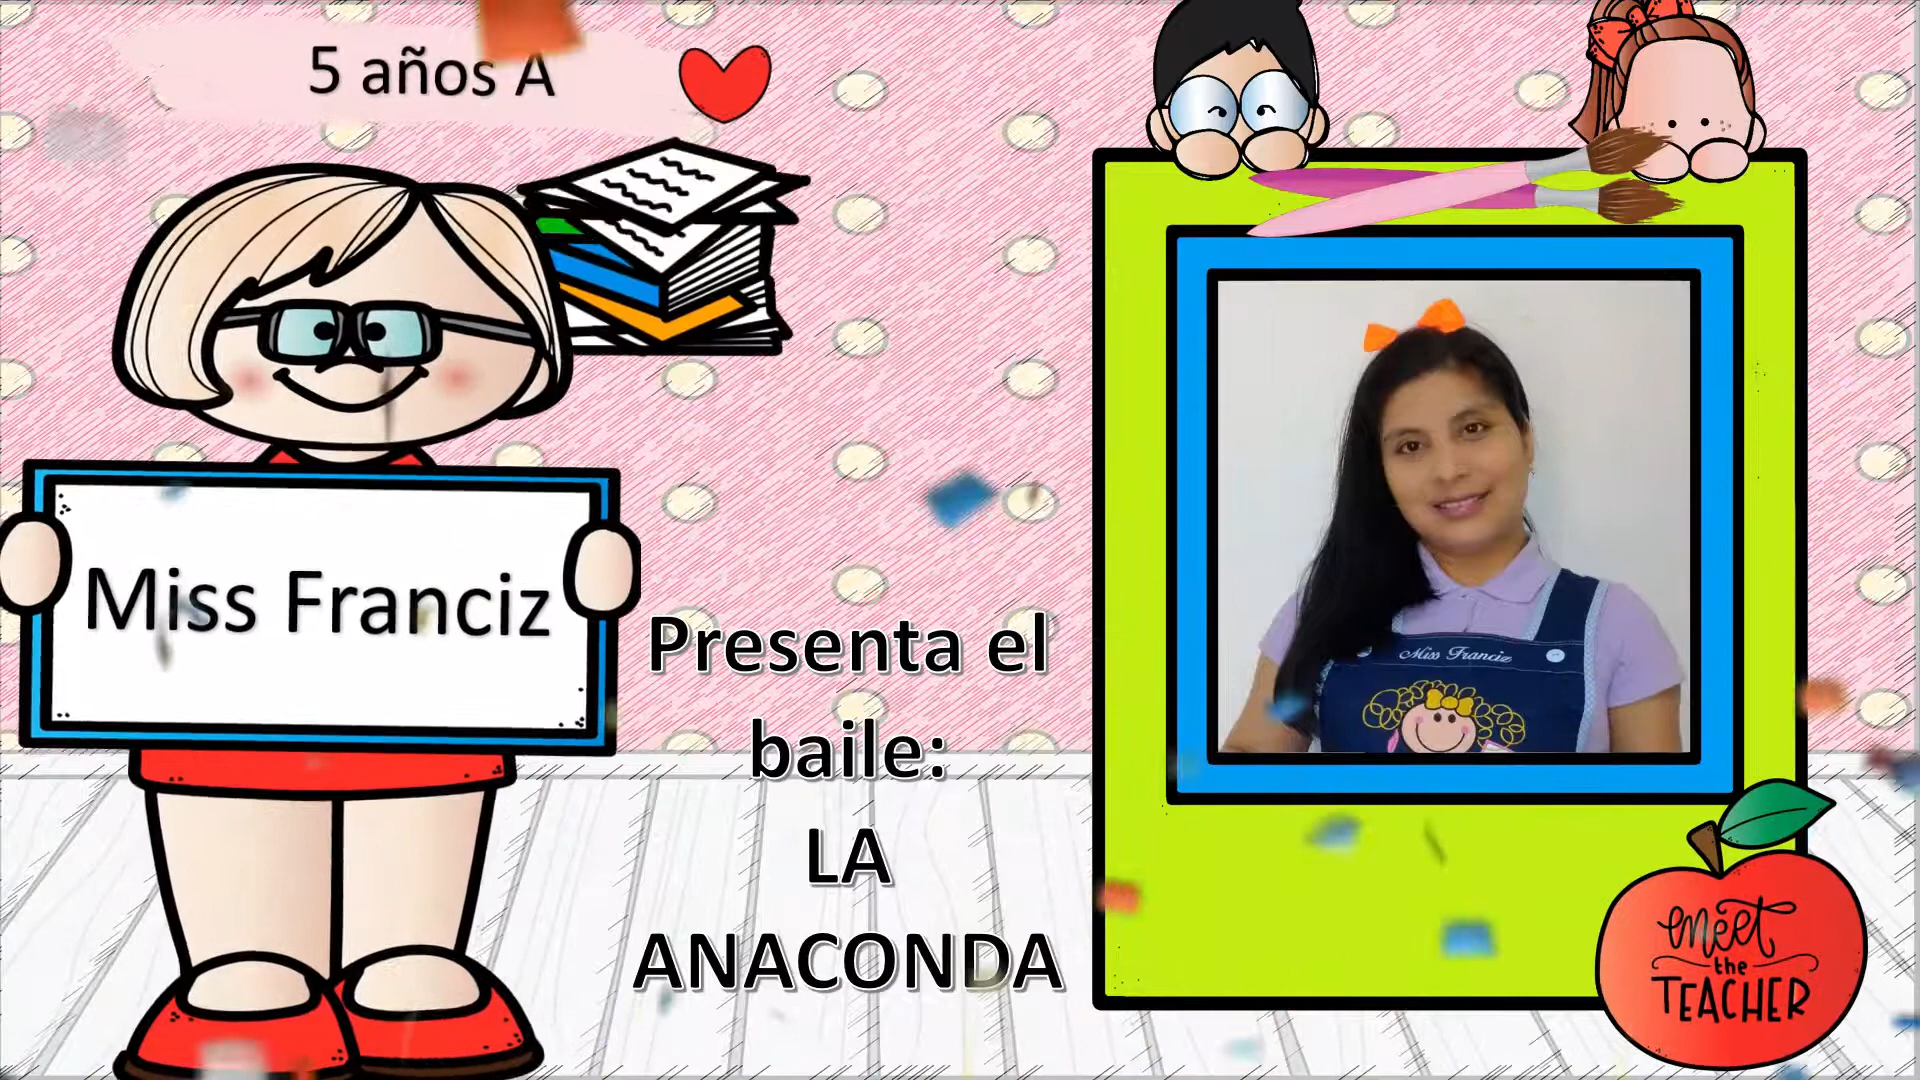 5 años A
Miss Franciz
Presenta el
baile:
LA
ANACONDA
Miss Franciz
meet
the
TEACHER